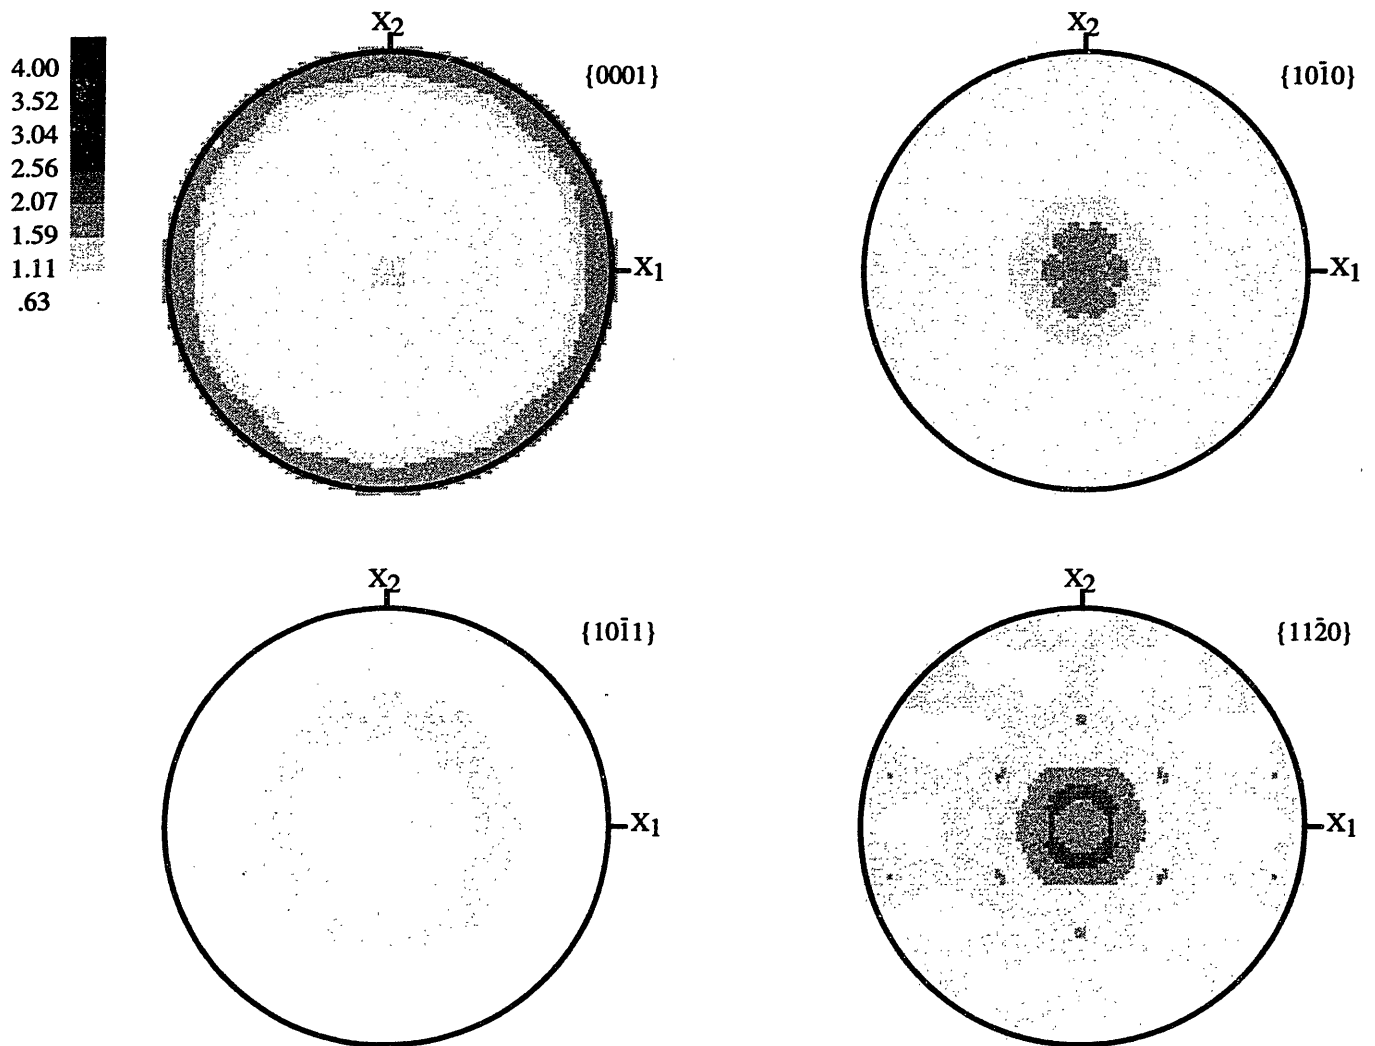 X₂
{0001}
4.00
3.52
3.04
2.56
2.07
1.59
1.11
.63
X₁
X₂
{101̄0}
X₁
X₂
{101̄1}
X₁
X₂
{112̄0}
X₁